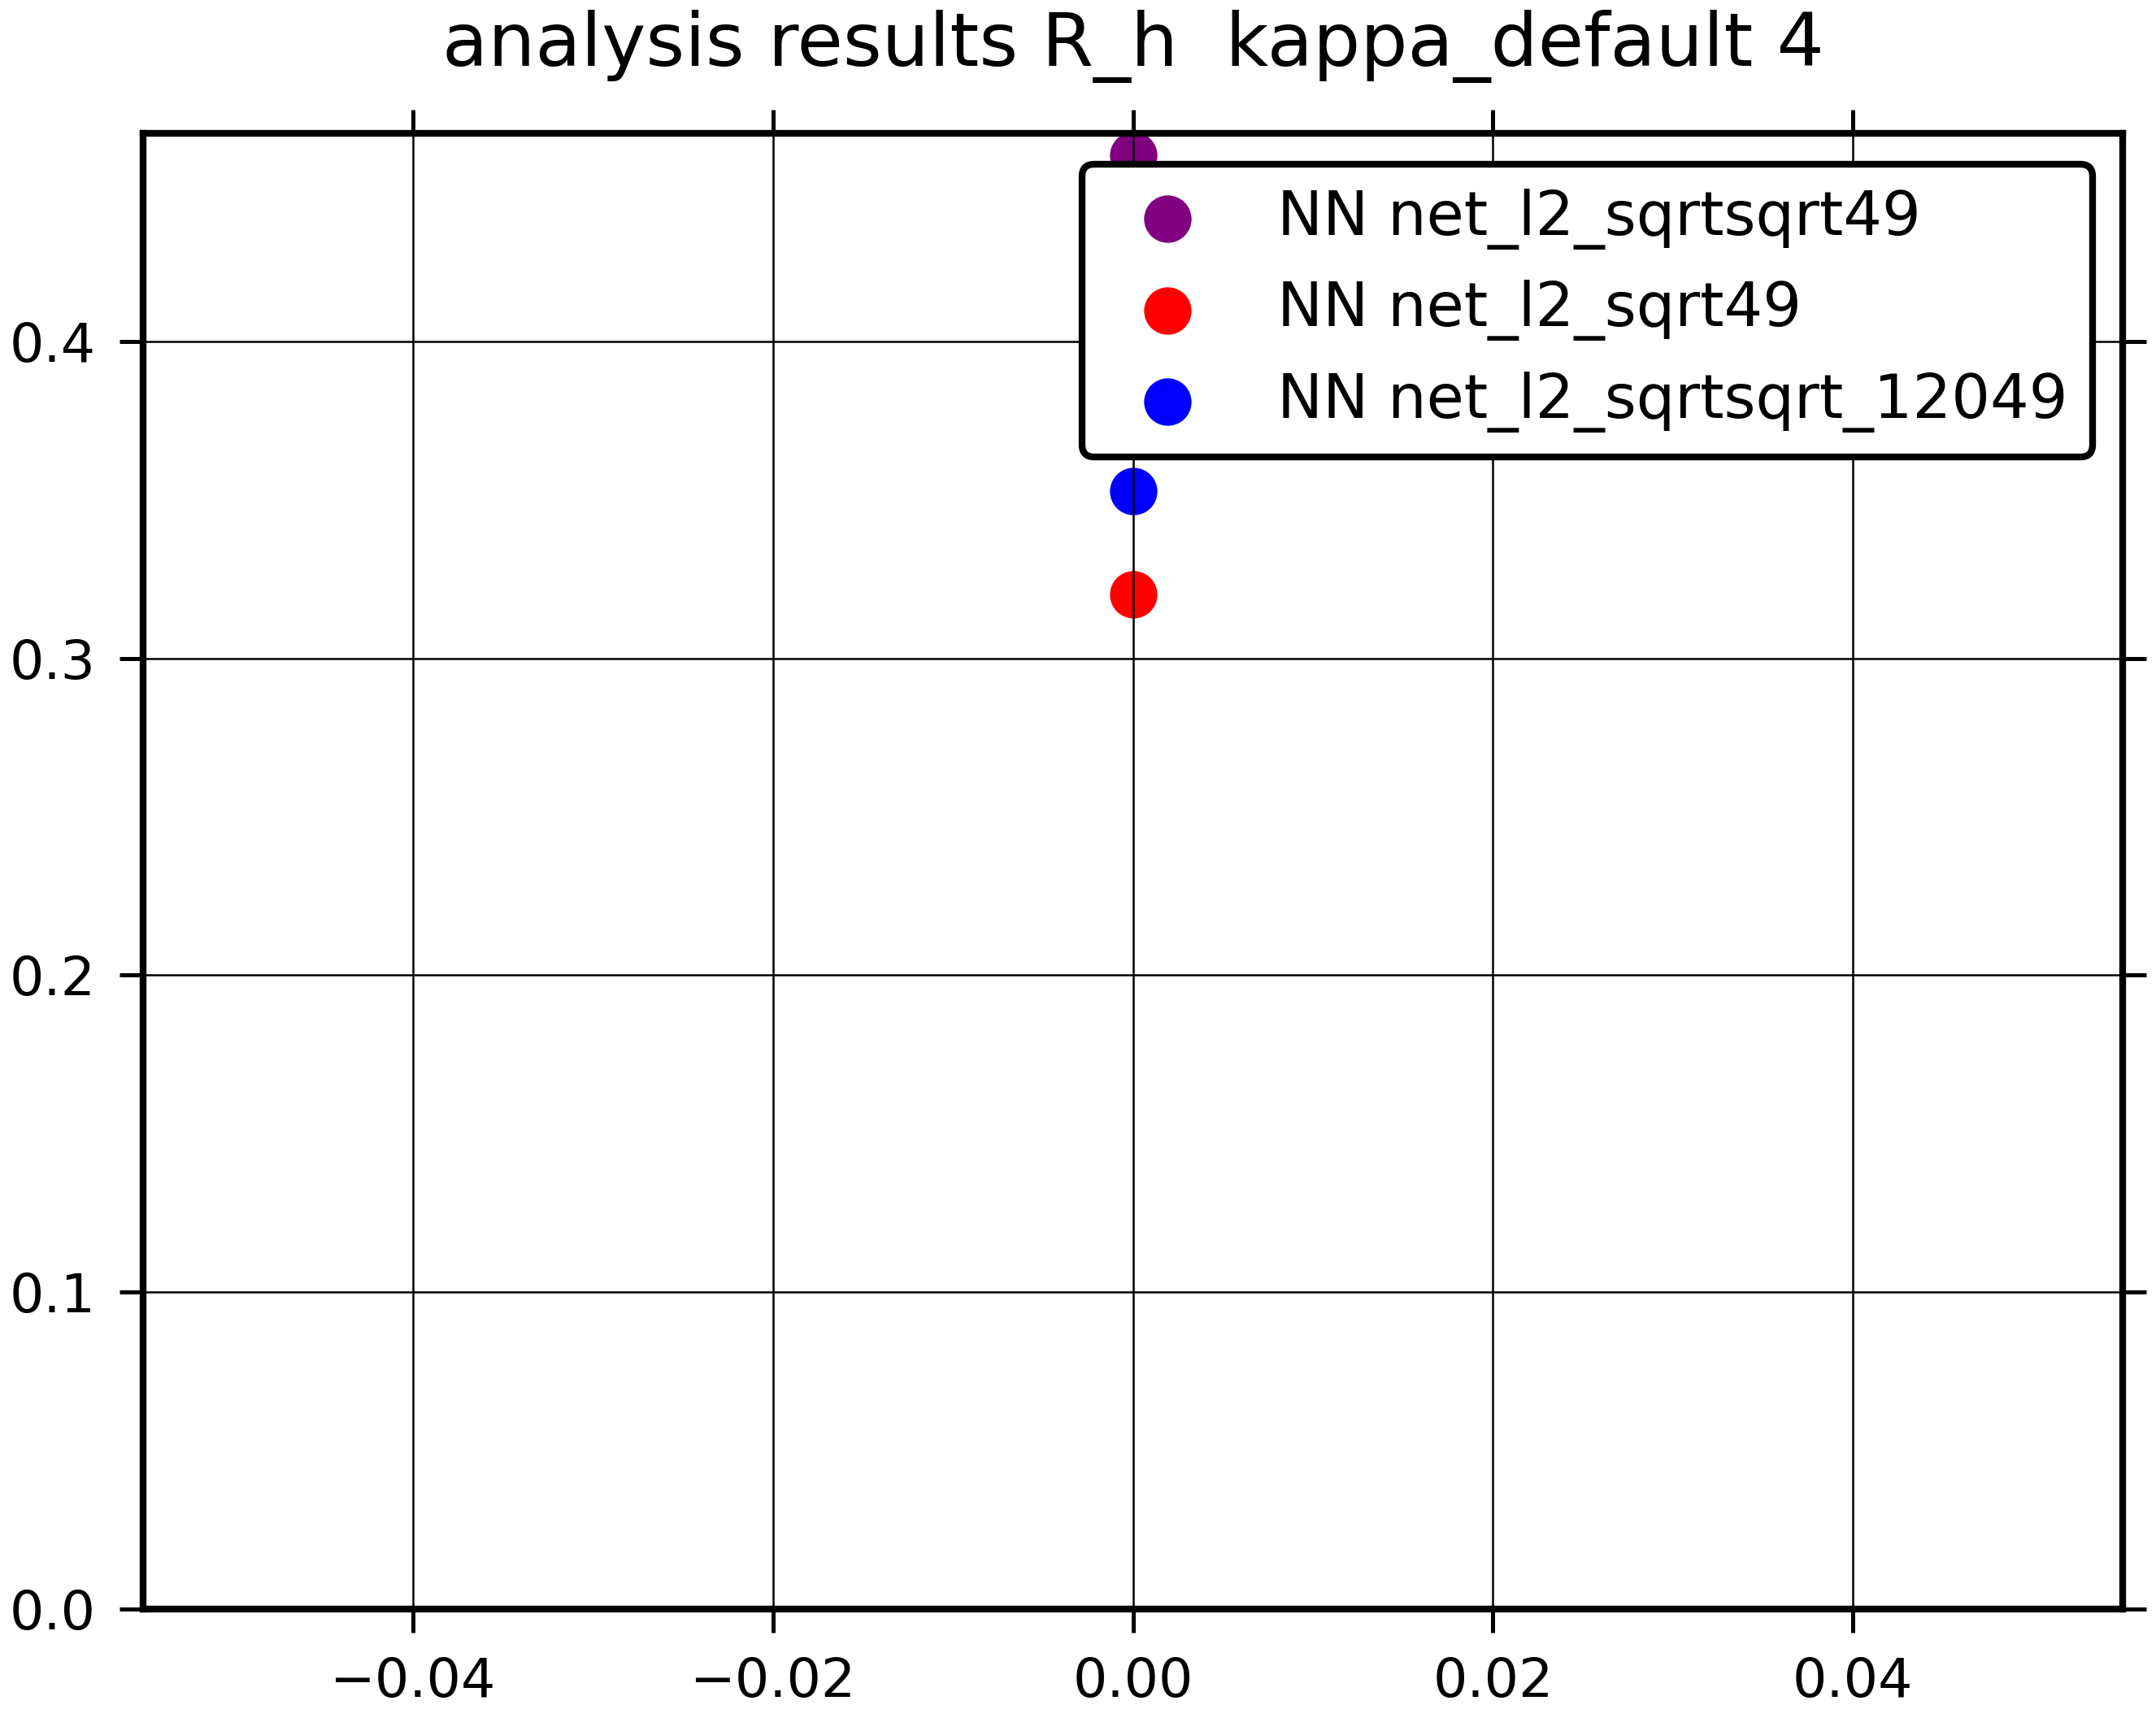 analysis results R_h  kappa_default 4
NN net_l2_sqrtsqrt49
NN net_l2_sqrt49
NN net_l2_sqrtsqrt_12049
0.4
0.3
0.2
0.1
0.0
−0.04 −0.02 0.00 0.02 0.04